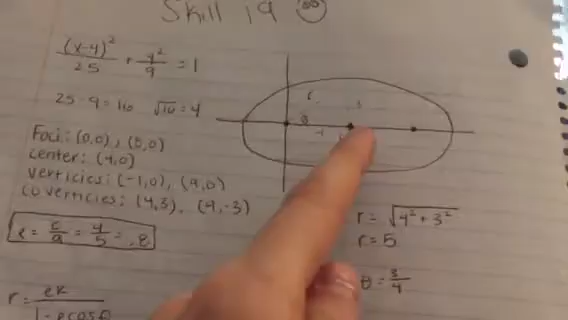 Skill 19
(x-4)²/25 + y²/9 = 1
25-9=16 √16=4
Foci: (0,0), (8,0)
center: (4,0)
verticies: (-1,0), (9,0)
coverticies: (4,3), (4,-3)
e = c/a = 4/5 = .8
r = √4²+3²
r = 5
θ = 3/4
r = ek/1-ecosθ